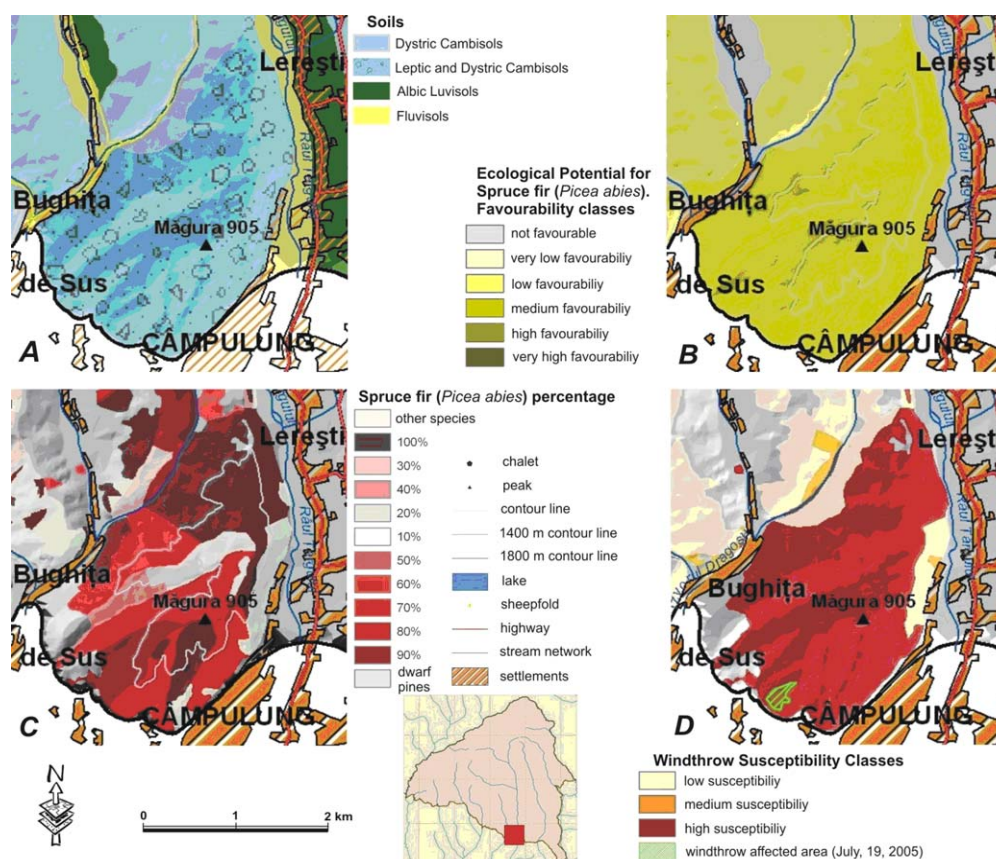 Soils
Dystric Cambisols
Leptic and Dystric Cambisols
Albic Luvisols
Fluvisols
Lereşti
Bughiţa
Măgura 905
de Sus
CÂMPULUNG
A
Ecological Potential for
Spruce fir (Picea abies).
Favourability classes
not favourable
very low favourabiliy
low favourabiliy
medium favourabiliy
high favourabiliy
very high favourabiliy
Lereşti
Bughiţa
Măgura 905
de Sus
CÂMPULUNG
B
Lereşti
Bughiţa
Măgura 905
de Sus
CÂMPULUNG
C
Spruce fir (Picea abies) percentage
other species
100%
30%
40%
20%
10%
50%
60%
70%
80%
90%
dwarf
pines
chalet
peak
contour line
1400 m contour line
1800 m contour line
lake
sheepfold
highway
stream network
settlements
Lereşti
Bughiţa
Măgura 905
de Sus
CÂMPULUNG
D
N
0 1 2 km
Windthrow Susceptibility Classes
low susceptibiliy
medium susceptibiliy
high susceptibiliy
windthrow affected area (July, 19, 2005)